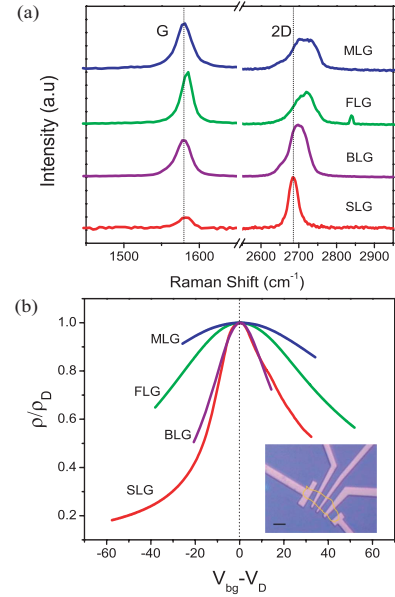 (a)
G
2D
MLG
FLG
BLG
SLG
Intensity (a.u)
1500 1600 2600 2700 2800 2900
Raman Shift (cm⁻¹)
(b)
1.0
0.8
0.6
0.4
0.2
ρ/ρD
MLG
FLG
BLG
SLG
-60 -40 -20 0 20 40 60
Vbg-VD